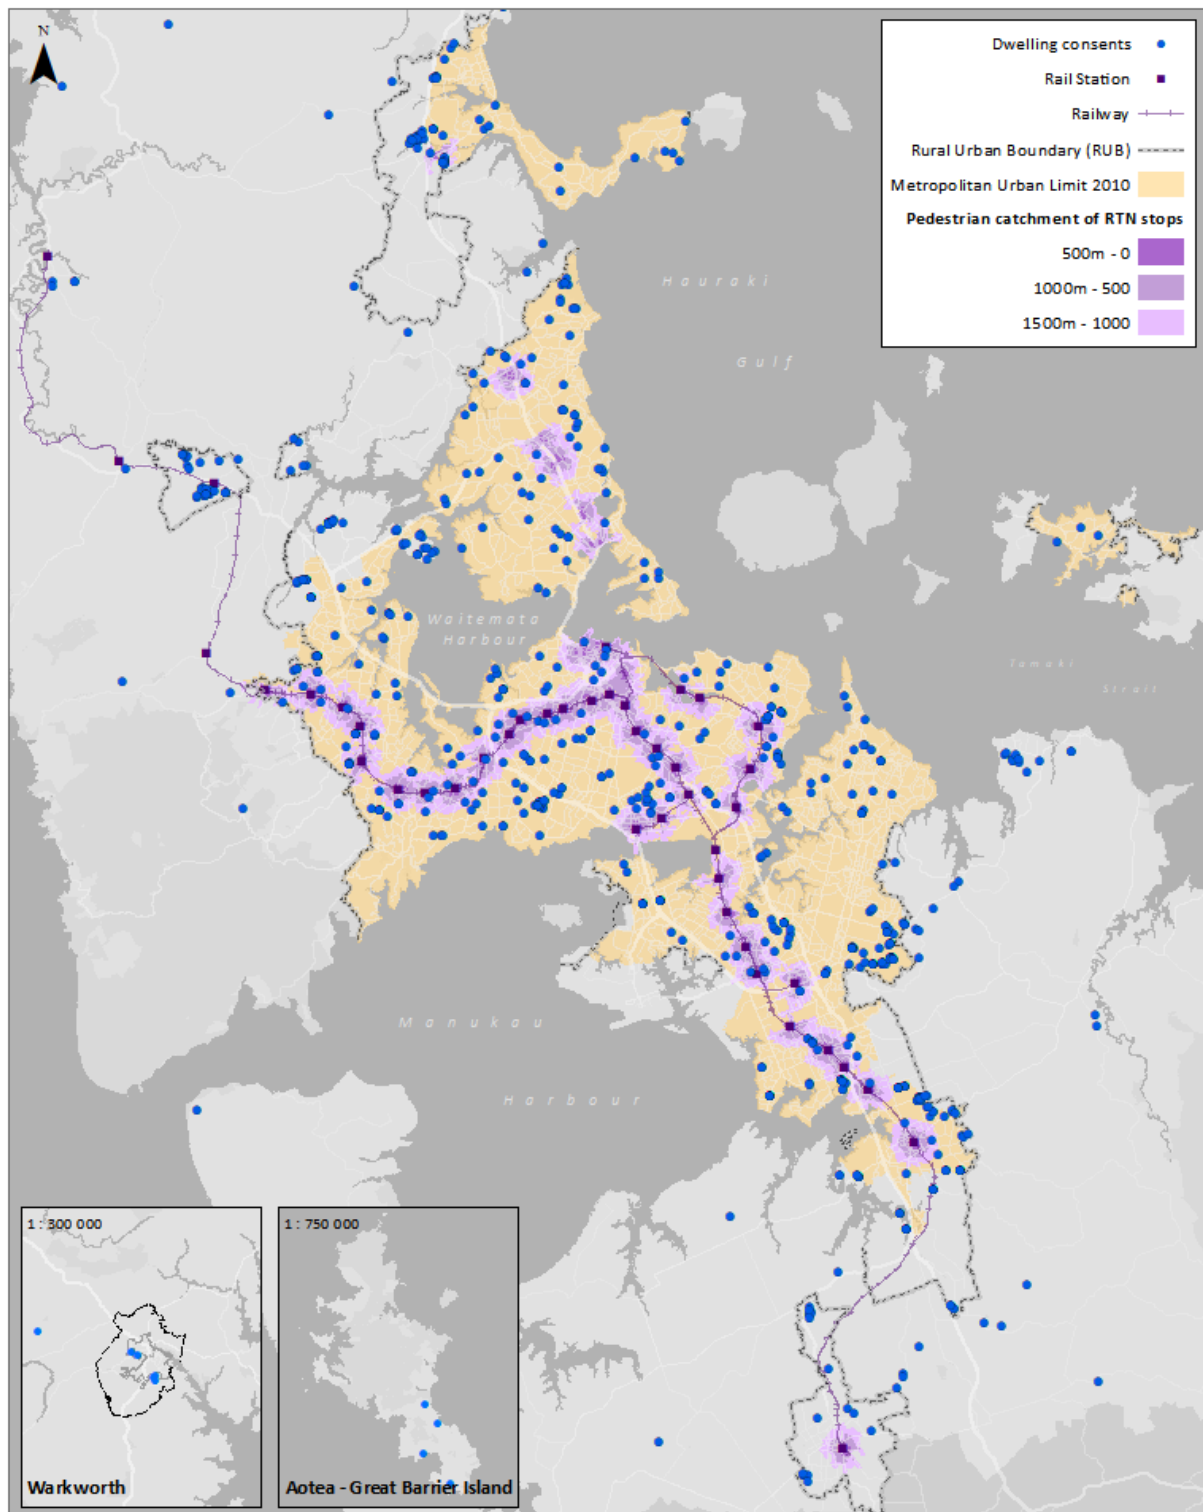 N
Dwelling consents
Rail Station
Railway
Rural Urban Boundary (RUB)
Metropolitan Urban Limit 2010
Pedestrian catchment of RTN stops
500m - 0
1000m - 500
1500m - 1000
Hauraki
Gulf
Waitemata
Harbour
Tamaki
Strait
Manukau
Harbour
1 : 300 000
Warkworth
1 : 750 000
Aotea - Great Barrier Island